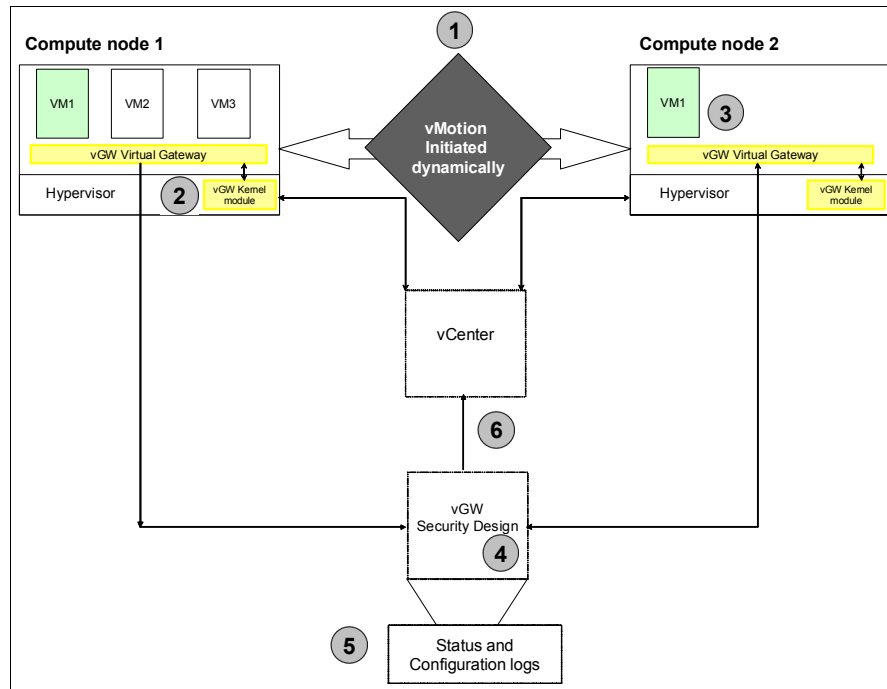 1
Compute node 1
Compute node 2
VM1
VM2
VM3
vGW Virtual Gateway
Hypervisor
2
vGW Kernel
module
vMotion
Initiated
dynamically
VM1
3
vGW Virtual Gateway
Hypervisor
vGW Kernel
module
vCenter
6
vGW
Security Design
4
5
Status and
Configuration logs